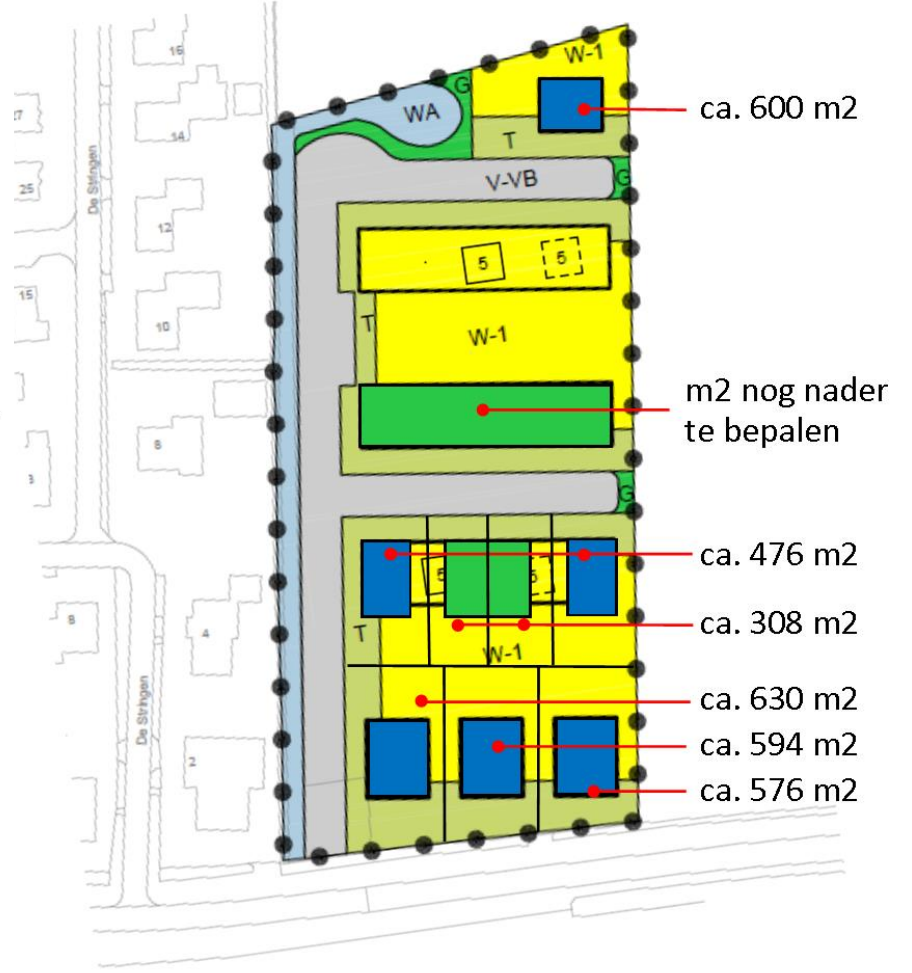 16
W-1
G
WA
ca. 600 m2
14
T
27
De Stringen
V-VB
G
25
12
5
5
15
T
W-1
10
m2 nog nader
te bepalen
8
3
G
5
5
ca. 476 m2
8
4
T
W-1
ca. 308 m2
ca. 630 m2
De Stringen
ca. 594 m2
2
ca. 576 m2